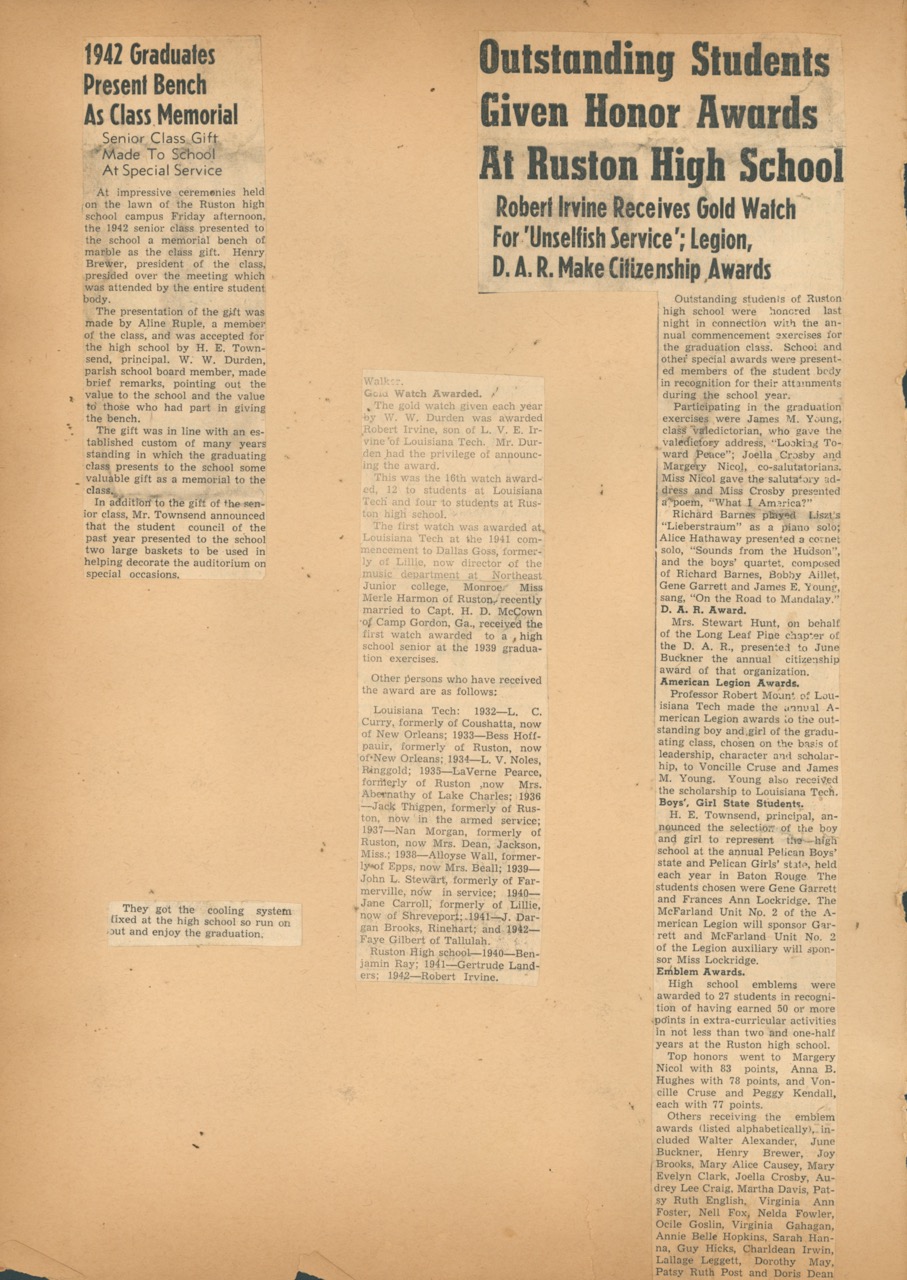 1942 Graduates
Present Bench
As Class Memorial
Senior Class Gift
Made To School
At Special Service
At impressive ceremonies held
on the lawn of the Ruston high
school campus Friday afternoon,
the 1942 senior class presented to
the school a memorial bench of
marble as the class gift. Henry
Brewer, president of the class,
presided over the meeting which
was attended by the entire student
body.
The presentation of the gift was
made by Aline Ruple, a member
of the class, and was accepted for
the high school by H. E. Town-
send, principal. W. W. Durden,
parish school board member, made
brief remarks, pointing out the
value to the school and the value
to those who had part in giving
the bench.
The gift was in line with an es-
tablished custom of many years
standing in which the graduating
class presents to the school some
valuable gift as a memorial to the
class.
In addition to the gift of the sen-
ior class, Mr. Townsend announced
that the student council of the
past year presented to the school
two large baskets to be used in
helping decorate the auditorium on
special occasions.
They got the cooling system
fixed at the high school so run on
out and enjoy the graduation.
Walker.
Gold Watch Awarded.
The gold watch given each year
by W. W. Durden was awarded
Robert Irvine, son of L. V. E. Ir-
vine of Louisiana Tech. Mr. Dur-
den had the privilege of announc-
ing the award.
This was the 16th watch award-
ed, 12 to students at Louisiana
Tech and four to students at Rus-
ton high school.
The first watch was awarded at
Louisiana Tech at the 1941 com-
mencement to Dallas Goss, former-
ly of Lillie, now director of the
music department at Northeast
Junior college, Monroe. Miss
Merle Harmon of Ruston, recently
married to Capt. H. D. McCown
of Camp Gordon, Ga., received the
first watch awarded to a high
school senior at the 1939 gradua-
tion exercises.
Other persons who have received
the award are as follows:
Louisiana Tech: 1932—L. C.
Curry, formerly of Coushatta, now
of New Orleans; 1933—Bess Hoff-
pauir, formerly of Ruston, now
of New Orleans; 1934—L. V. Noles,
Ringgold; 1935—LaVerne Pearce,
formerly of Ruston ,now Mrs.
Abernathy of Lake Charles; 1936
—Jack Thigpen, formerly of Rus-
ton, now in the armed service;
1937—Nan Morgan, formerly of
Ruston, now Mrs. Dean, Jackson,
Miss.; 1938—Alloyse Wall, former-
ly of Epps, now Mrs. Beall; 1939—
John L. Stewart, formerly of Far-
merville, now in service; 1940—
Jane Carroll, formerly of Lillie,
now of Shreveport; 1941—J. Dar-
gan Brooks, Rinehart; and 1942—
Faye Gilbert of Tallulah.
Ruston High school—1940—Ben-
jamin Ray; 1941—Gertrude Land-
ers; 1942—Robert Irvine.
Outstanding Students
Given Honor Awards
At Ruston High School
Robert Irvine Receives Gold Watch
For 'Unselfish Service'; Legion,
D. A. R. Make Citizenship Awards
Outstanding students of Ruston
high school were honored last
night in connection with the an-
nual commencement exercises for
the graduation class. School and
other special awards were present-
ed members of the student body
in recognition for their attainments
during the school year.
Participating in the graduation
exercises were James M. Young,
class valedictorian, who gave the
valedictory address, "Looking To-
ward Peace"; Joella Crosby and
Margery Nicol, co-salutatorians.
Miss Nicol gave the salutatory ad-
dress and Miss Crosby presented
a poem, "What I America?"
Richard Barnes played Liszt's
"Lieberstraum" as a piano solo;
Alice Hathaway presented a cornet
solo, "Sounds from the Hudson",
and the boys' quartet, composed
of Richard Barnes, Bobby Aillet,
Gene Garrett and James E. Young,
sang, "On the Road to Mandalay."
D. A. R. Award.
Mrs. Stewart Hunt, on behalf
of the Long Leaf Pine chapter of
the D. A. R., presented to June
Buckner the annual citizenship
award of that organization.
American Legion Awards.
Professor Robert Mount of Lou-
isiana Tech made the annual A-
merican Legion awards to the out-
standing boy and girl of the gradu-
ating class, chosen on the basis of
leadership, character and scholar-
hip, to Voncille Cruse and James
M. Young. Young also received
the scholarship to Louisiana Tech.
Boys', Girl State Students.
H. E. Townsend, principal, an-
nounced the selection of the boy
and girl to represent the high
school at the annual Pelican Boys'
state and Pelican Girls' state, held
each year in Baton Rouge The
students chosen were Gene Garrett
and Frances Ann Lockridge. The
McFarland Unit No. 2 of the A-
merican Legion will sponsor Gar-
rett and McFarland Unit No. 2
of the Legion auxiliary will spon-
sor Miss Lockridge.
Emblem Awards.
High school emblems were
awarded to 27 students in recogni-
tion of having earned 50 or more
points in extra-curricular activities
in not less than two and one-half
years at the Ruston high school.
Top honors went to Margery
Nicol with 83 points, Anna B.
Hughes with 78 points, and Von-
cille Cruse and Peggy Kendall,
each with 77 points.
Others receiving the emblem
awards (listed alphabetically), in-
cluded Walter Alexander, June
Buckner, Henry Brewer, Joy
Brooks, Mary Alice Causey, Mary
Evelyn Clark, Joella Crosby, Au-
drey Lee Craig, Martha Davis, Pat-
sy Ruth English, Virginia Ann
Foster, Nell Fox, Nelda Fowler,
Ocile Goslin, Virginia Gahagan,
Annie Belle Hopkins, Sarah Han-
na, Guy Hicks, Charldean Irwin,
Lallage Leggett, Dorothy May,
Patsy Ruth Post and Doris Dean